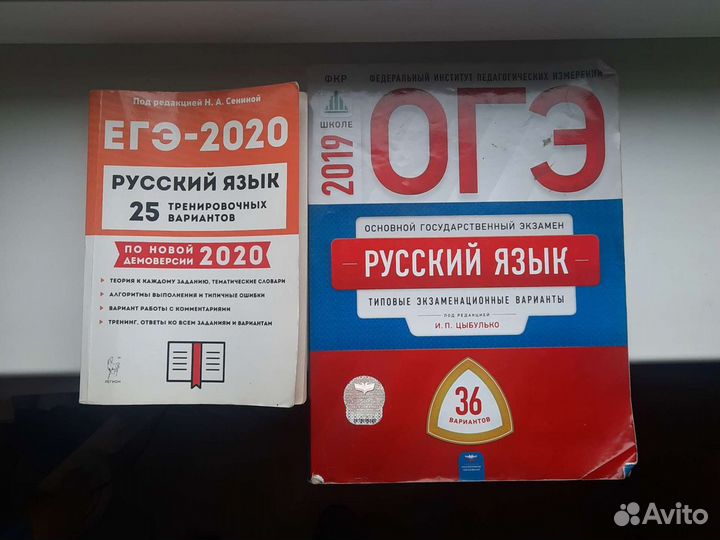 Под редакцией Н. А. Сениной
ЕГЭ-2020
РУССКИЙ ЯЗЫК
25 ТРЕНИРОВОЧНЫХ
ВАРИАНТОВ
ПО НОВОЙ
ДЕМОВЕРСИИ 2020
ТЕОРИЯ К КАЖДОМУ ЗАДАНИЮ, ТЕМАТИЧЕСКИЕ СЛОВАРИ
АЛГОРИТМЫ ВЫПОЛНЕНИЯ И ТИПИЧНЫЕ ОШИБКИ
ВАРИАНТ РАБОТЫ С КОММЕНТАРИЯМИ
ТРЕНИНГ, ОТВЕТЫ КО ВСЕМ ЗАДАНИЯМ И ВАРИАНТАМ
ЛЕГИОН
ФКР
ФЕДЕРАЛЬНЫЙ ИНСТИТУТ ПЕДАГОГИЧЕСКИХ ИЗМЕРЕНИЙ
ШКОЛЕ
2019
ОГЭ
ОСНОВНОЙ ГОСУДАРСТВЕННЫЙ ЭКЗАМЕН
РУССКИЙ ЯЗЫК
ТИПОВЫЕ ЭКЗАМЕНАЦИОННЫЕ ВАРИАНТЫ
ПОД РЕДАКЦИЕЙ
И. П. ЦЫБУЛЬКО
36
ВАРИАНТОВ
Avito